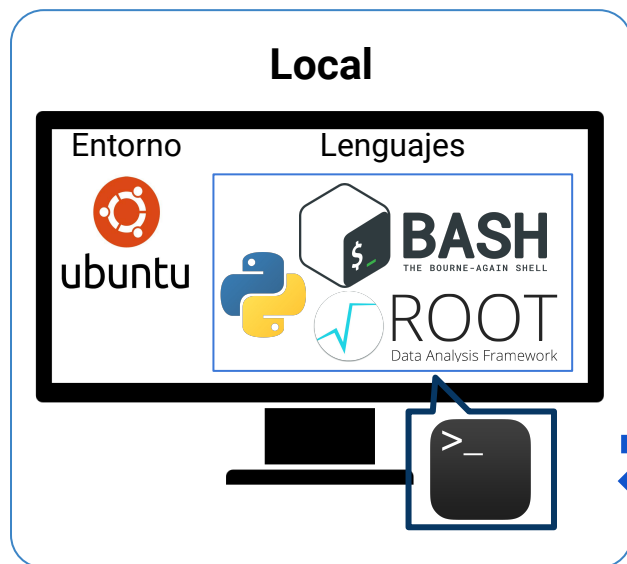 Local
Entorno
Lenguajes
ubuntu
$_
BASH
THE BOURNE-AGAIN SHELL
ROOT
Data Analysis Framework
>_